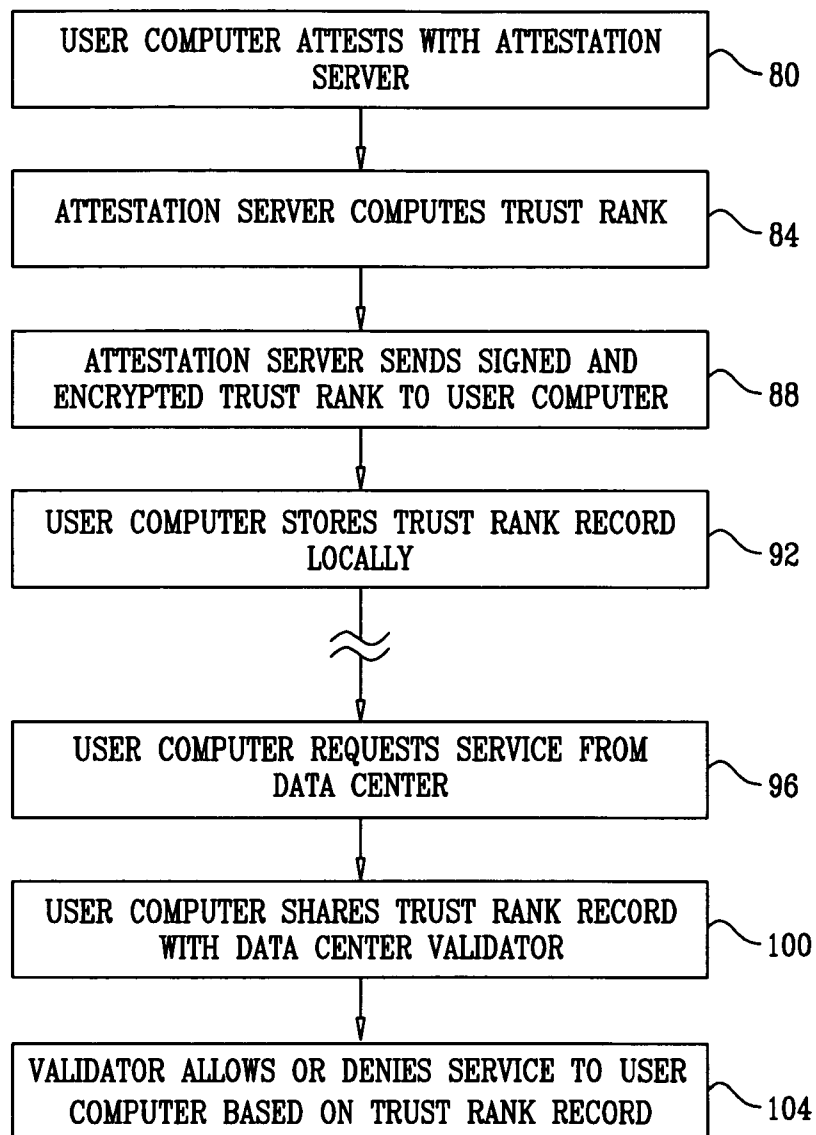 USER COMPUTER ATTESTS WITH ATTESTATION
SERVER
80
ATTESTATION SERVER COMPUTES TRUST RANK
84
ATTESTATION SERVER SENDS SIGNED AND
ENCRYPTED TRUST RANK TO USER COMPUTER
88
USER COMPUTER STORES TRUST RANK RECORD
LOCALLY
92
USER COMPUTER REQUESTS SERVICE FROM
DATA CENTER
96
USER COMPUTER SHARES TRUST RANK RECORD
WITH DATA CENTER VALIDATOR
100
VALIDATOR ALLOWS OR DENIES SERVICE TO USER
COMPUTER BASED ON TRUST RANK RECORD
104